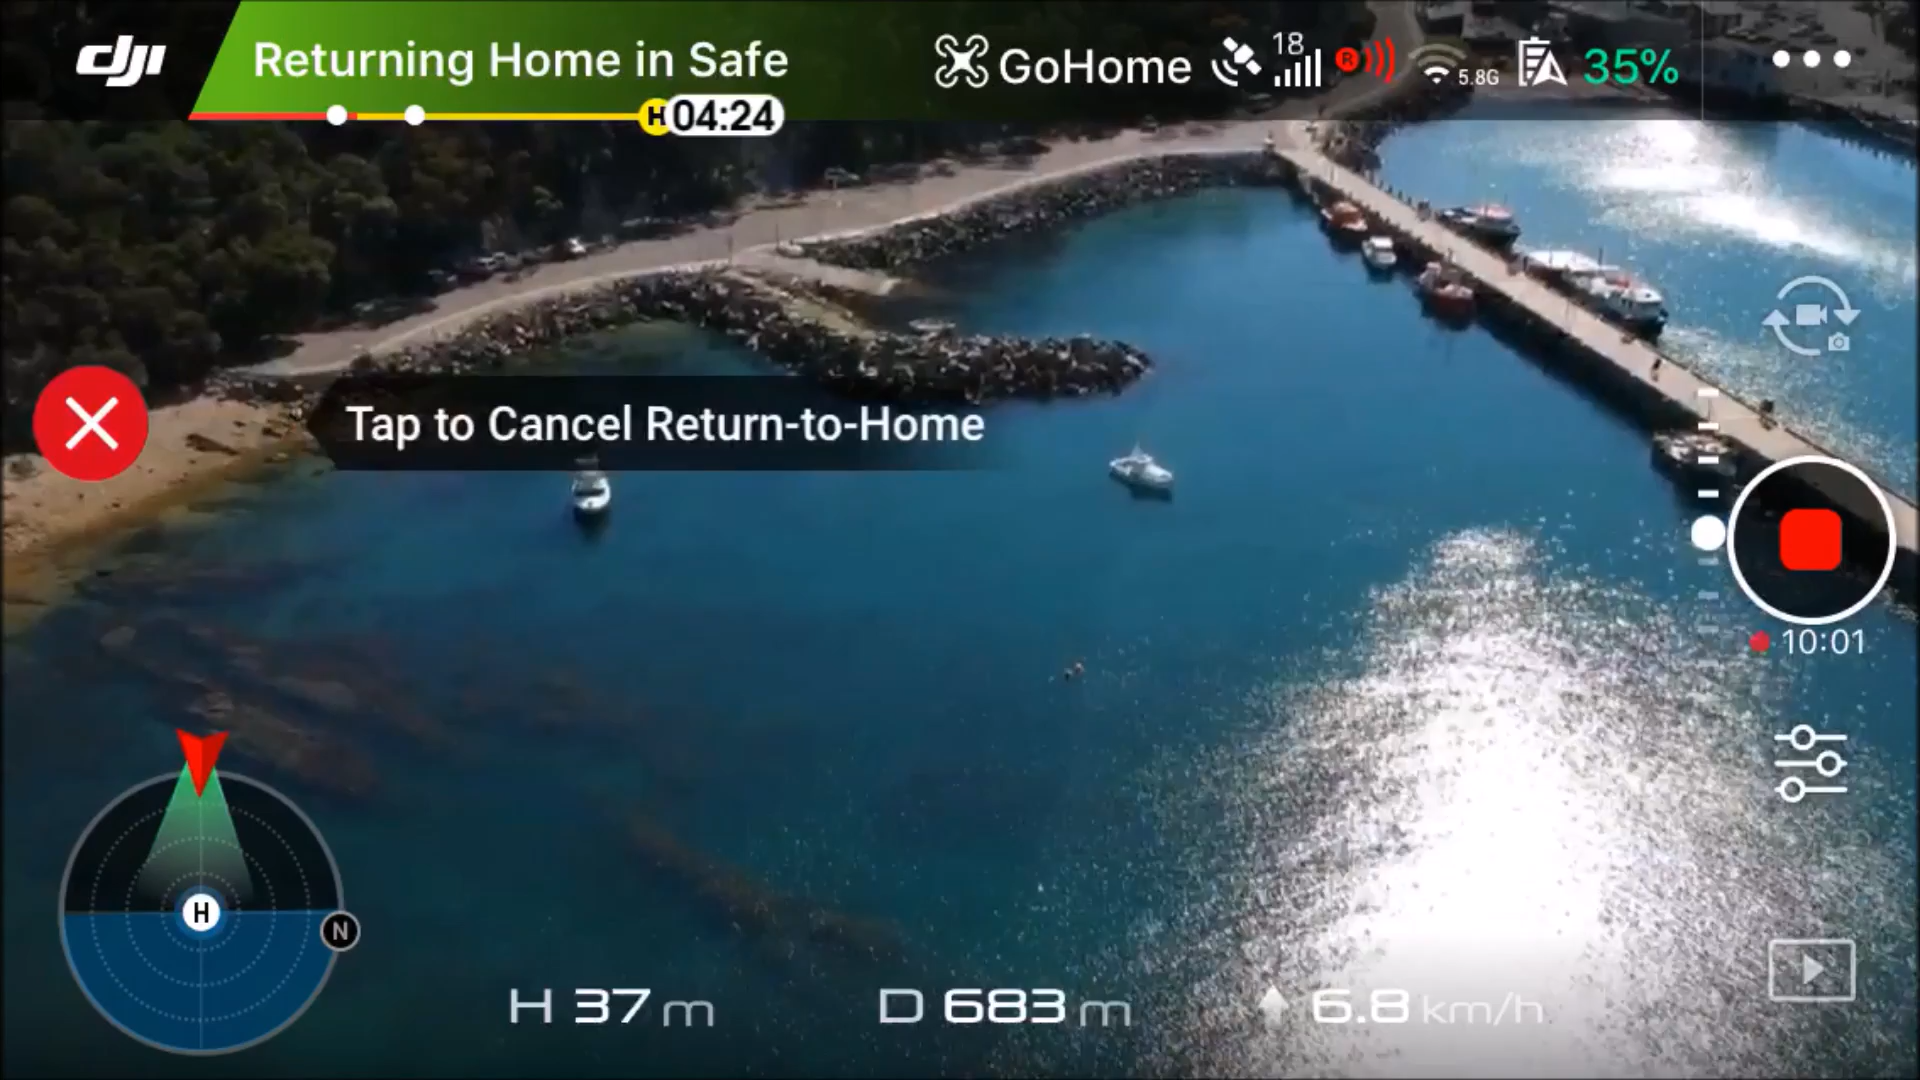 dji
Returning Home in Safe
GoHome
18
R
5.8G
35%
H 04:24
Tap to Cancel Return-to-Home
10:01
H
N
H 37 m
D 683 m
6.8 km/h